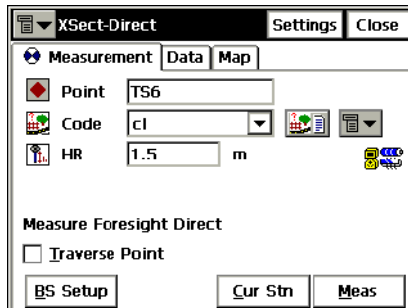 XSect-Direct Settings Close
Measurement Data Map
Point TS6
Code cl
HR 1.5 m
Measure Foresight Direct
Traverse Point
BS Setup Cur Stn Meas